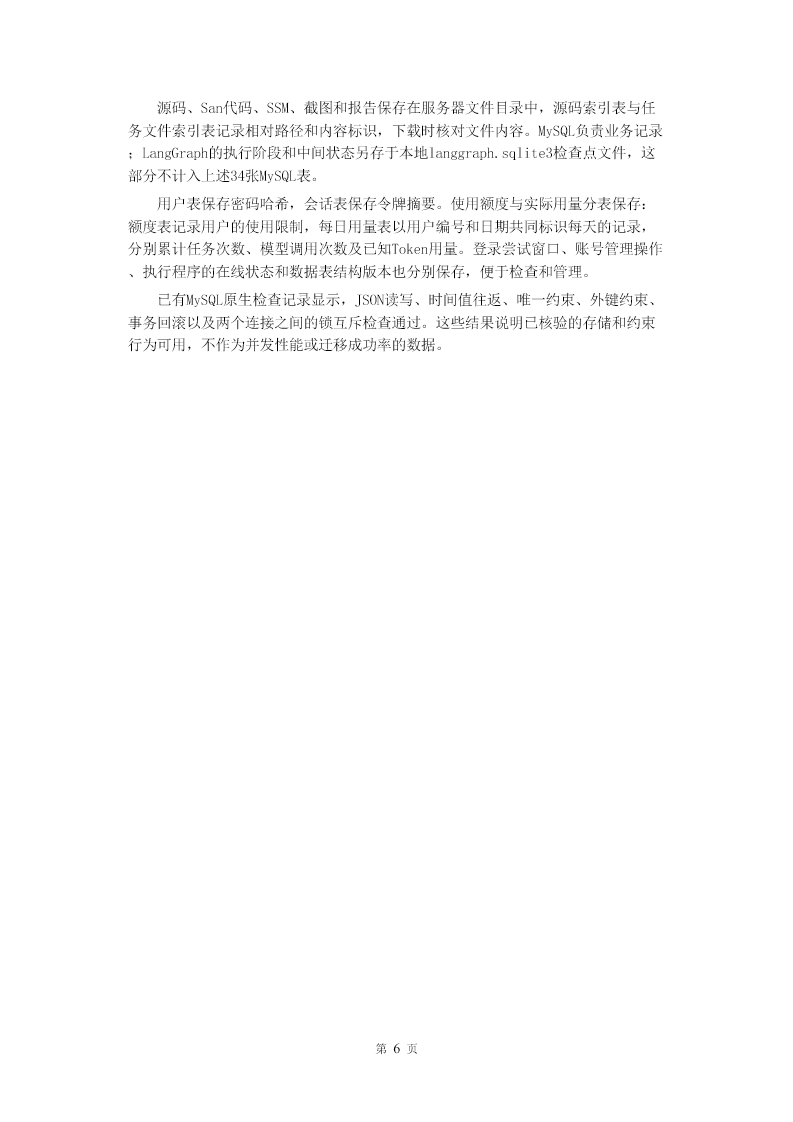 源码、San代码、SSM、截图和报告保存在服务器文件目录中，源码索引表与任
务文件索引表记录相对路径和内容标识，下载时核对文件内容。MySQL负责业务记录
；LangGraph的执行阶段和中间状态另存于本地langgraph.sqlite3检查点文件，这
部分不计入上述34张MySQL表。
用户表保存密码哈希，会话表保存令牌摘要。使用额度与实际用量分表保存：
额度表记录用户的使用限制，每日用量表以用户编号和日期共同标识每天的记录，
分别累计任务次数、模型调用次数及已知Token用量。登录尝试窗口、账号管理操作
、执行程序的在线状态和数据表结构版本也分别保存，便于检查和管理。
已有MySQL原生检查记录显示，JSON读写、时间值往返、唯一约束、外键约束、
事务回滚以及两个连接之间的锁互斥检查通过。这些结果说明已核验的存储和约束
行为可用，不作为并发性能或迁移成功率的数据。
第 6 页